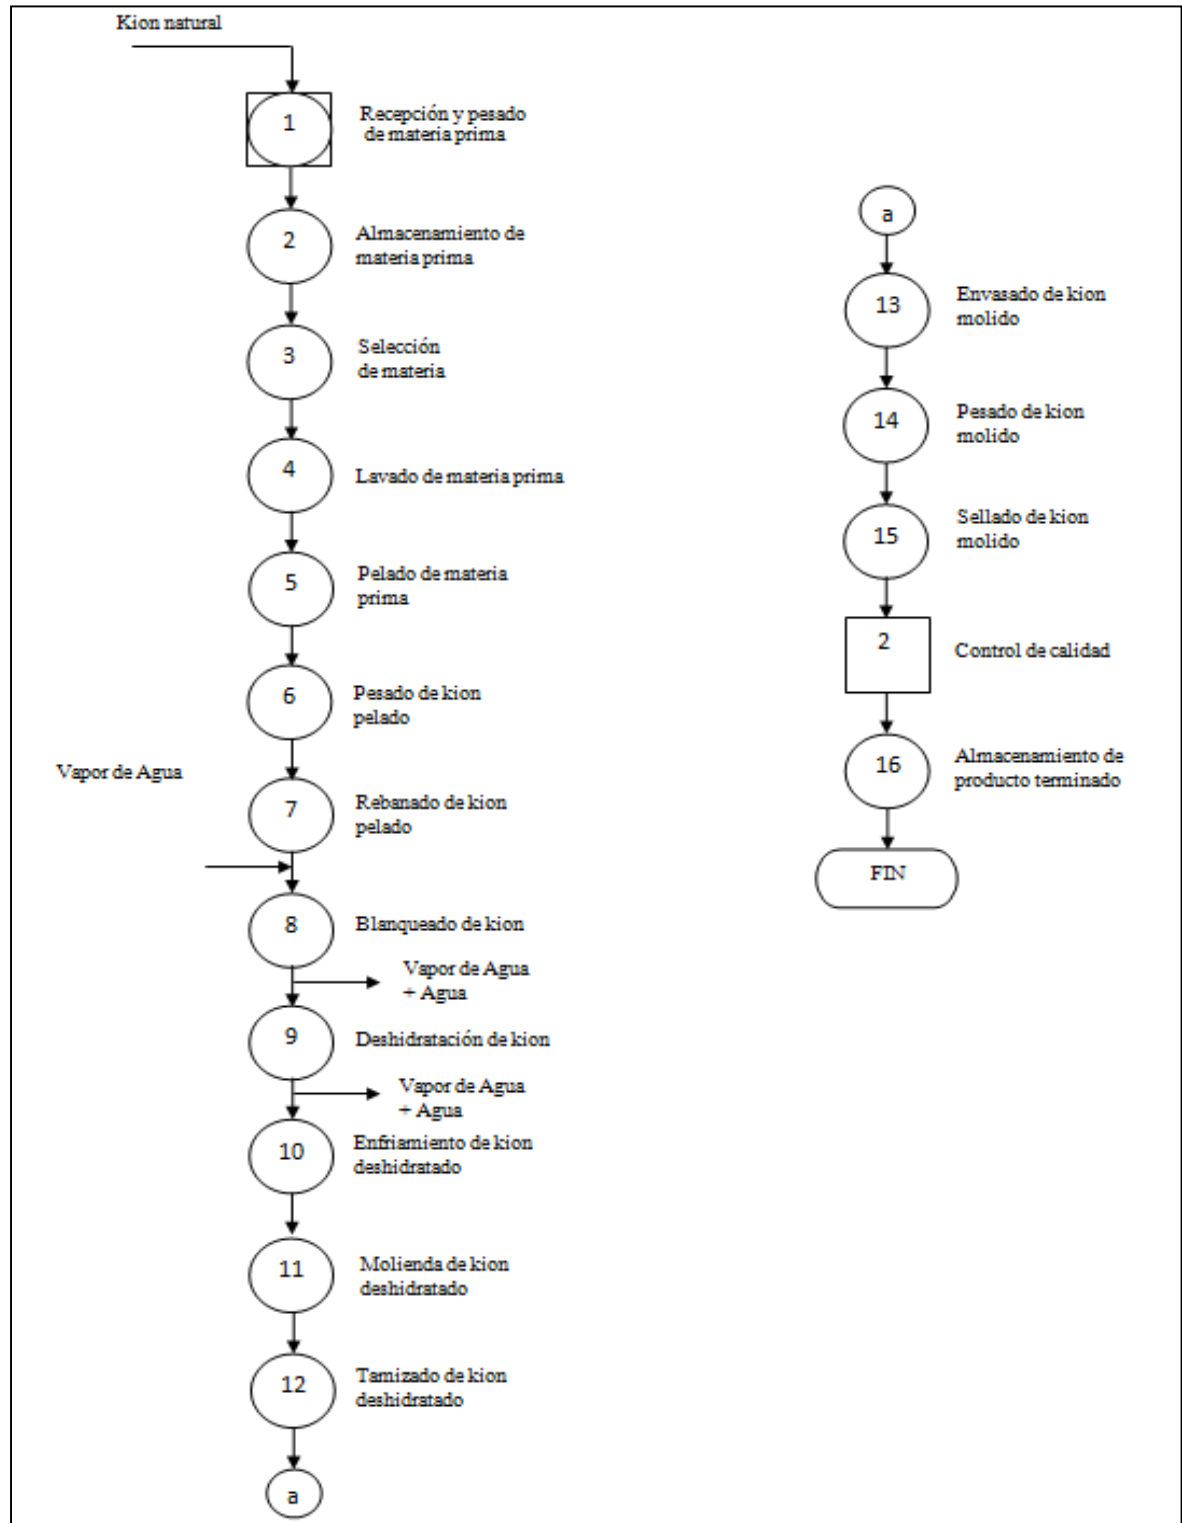 Kion natural
1
Recepción y pesado
de materia prima
2
Almacenamiento de
materia prima
3
Selección
de materia
4
Lavado de materia prima
5
Pelado de materia
prima
6
Pesado de kion
pelado
Vapor de Agua
7
Rebanado de kion
pelado
8
Blanqueado de kion
Vapor de Agua
+ Agua
9
Deshidratación de kion
Vapor de Agua
+ Agua
10
Enfriamiento de kion
deshidratado
11
Molienda de kion
deshidratado
12
Tamizado de kion
deshidratado
a
a
13
Envasado de kion
molido
14
Pesado de kion
molido
15
Sellado de kion
molido
2
Control de calidad
16
Almacenamiento de
producto terminado
FIN